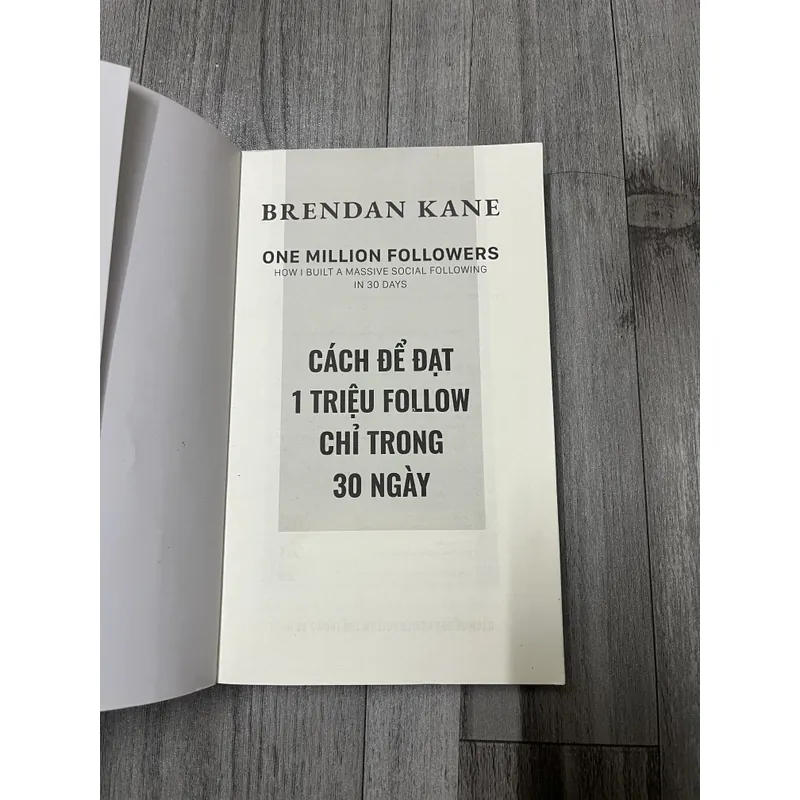 BRENDAN KANE
ONE MILLION FOLLOWERS
HOW I BUILT A MASSIVE SOCIAL FOLLOWING
IN 30 DAYS
CÁCH ĐỂ ĐẠT
1 TRIỆU FOLLOW
CHỈ TRONG
30 NGÀY